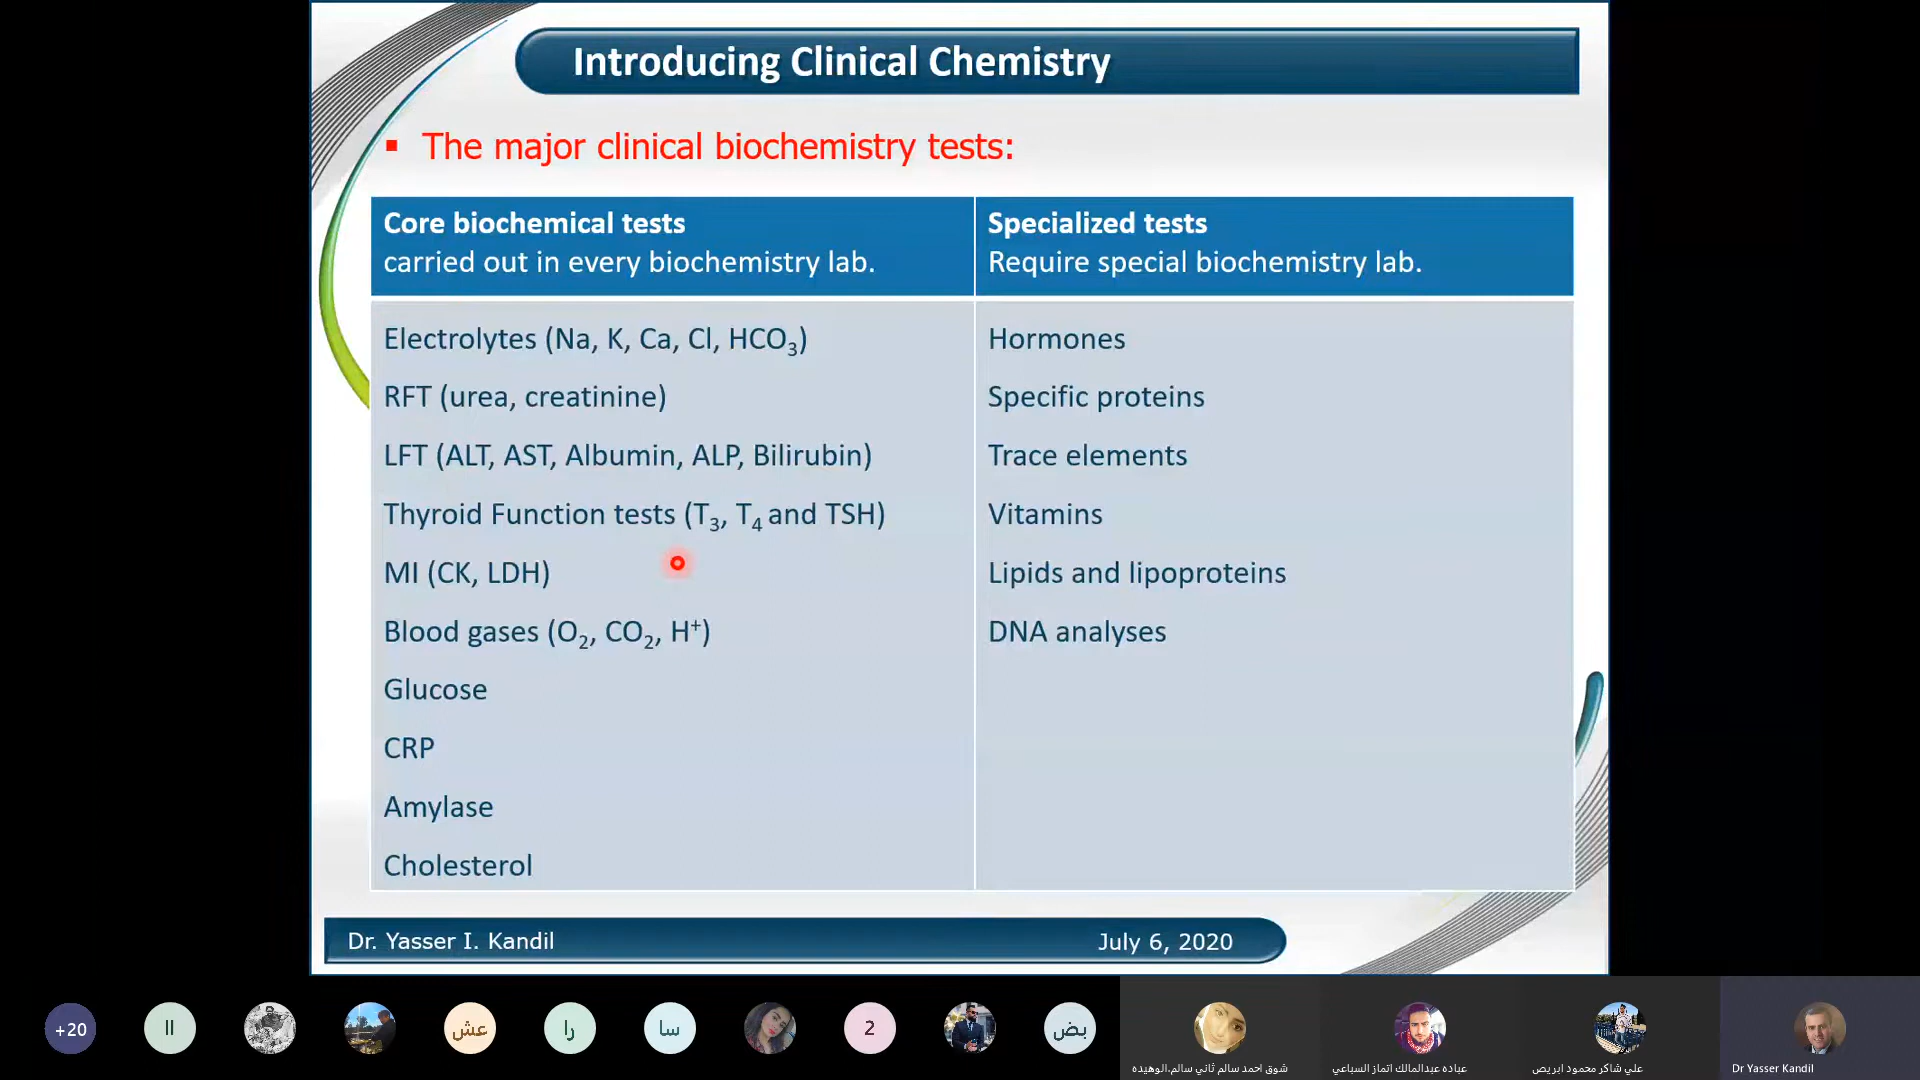 Introducing Clinical Chemistry
▪ The major clinical biochemistry tests:
Core biochemical tests
carried out in every biochemistry lab.
Specialized tests
Require special biochemistry lab.
Electrolytes (Na, K, Ca, Cl, HCO₃)
RFT (urea, creatinine)
LFT (ALT, AST, Albumin, ALP, Bilirubin)
Thyroid Function tests (T₃, T₄ and TSH)
MI (CK, LDH)
Blood gases (O₂, CO₂, H⁺)
Glucose
CRP
Amylase
Cholesterol
Hormones
Specific proteins
Trace elements
Vitamins
Lipids and lipoproteins
DNA analyses
Dr. Yasser I. Kandil
July 6, 2020
+20
اا
عش
را
سا
2
بض
شوق احمد سالم ثاني سالم.الوهيده
عباده عبدالمالك اتماز السباعي
علي شاكر محمود ابريص
Dr Yasser Kandil